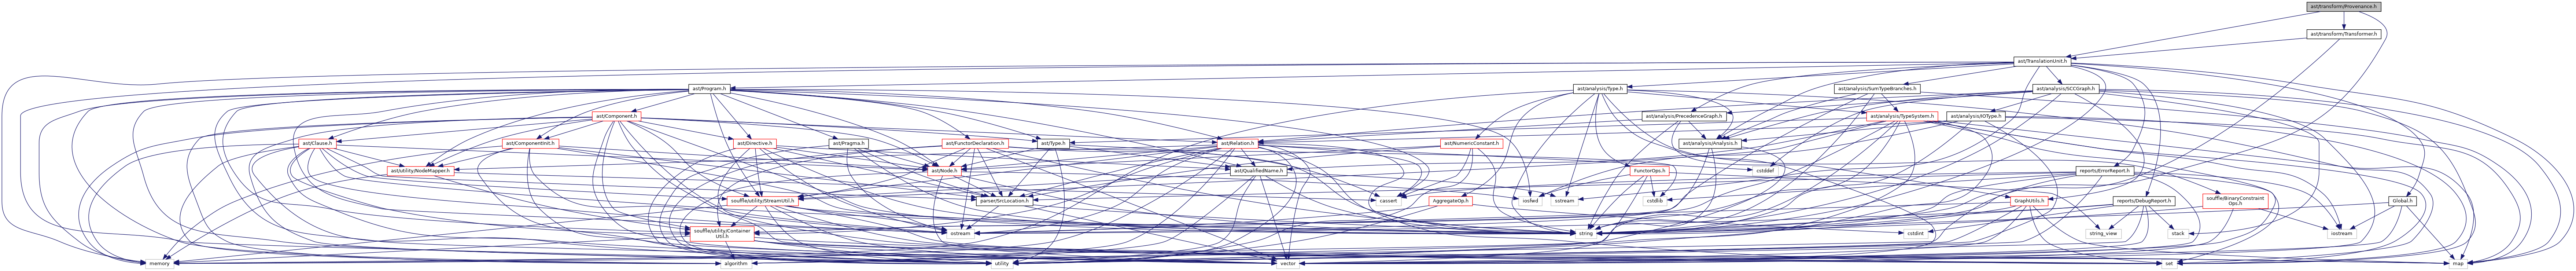 ast/transform/Provenance.h
ast/transform/Transformer.h
ast/TranslationUnit.h
ast/Program.h
ast/analysis/Type.h
ast/analysis/SumTypeBranches.h
ast/analysis/SCCGraph.h
ast/Component.h
ast/analysis/PrecedenceGraph.h
ast/analysis/TypeSystem.h
ast/analysis/IOType.h
ast/Clause.h
ast/ComponentInit.h
ast/Directive.h
ast/Pragma.h
ast/FunctorDeclaration.h
ast/Type.h
ast/Relation.h
ast/NumericConstant.h
ast/analysis/Analysis.h
ast/utility/NodeMapper.h
ast/Node.h
ast/QualifiedName.h
FunctorOps.h
cstddef
reports/ErrorReport.h
souffle/utility/StreamUtil.h
parser/SrcLocation.h
cassert
AggregateOp.h
iosfwd
sstream
cstdlib
GraphUtils.h
reports/DebugReport.h
souffle/BinaryConstraint
Ops.h
Global.h
souffle/utility/Container
Util.h
ostream
string
cstdint
string_view
stack
iostream
memory
algorithm
utility
vector
set
map